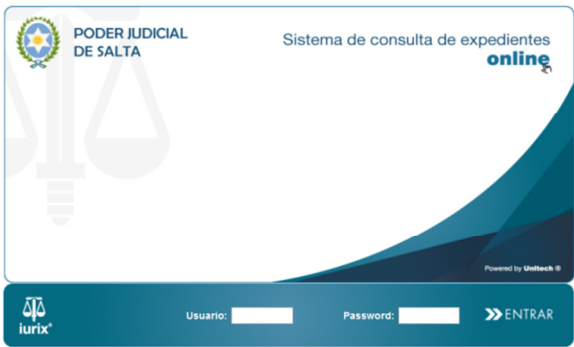 PODER JUDICIAL
DE SALTA
Sistema de consulta de expedientes
online
Powered by Unitech ®
iurix®
Usuario:
Password:
ENTRAR